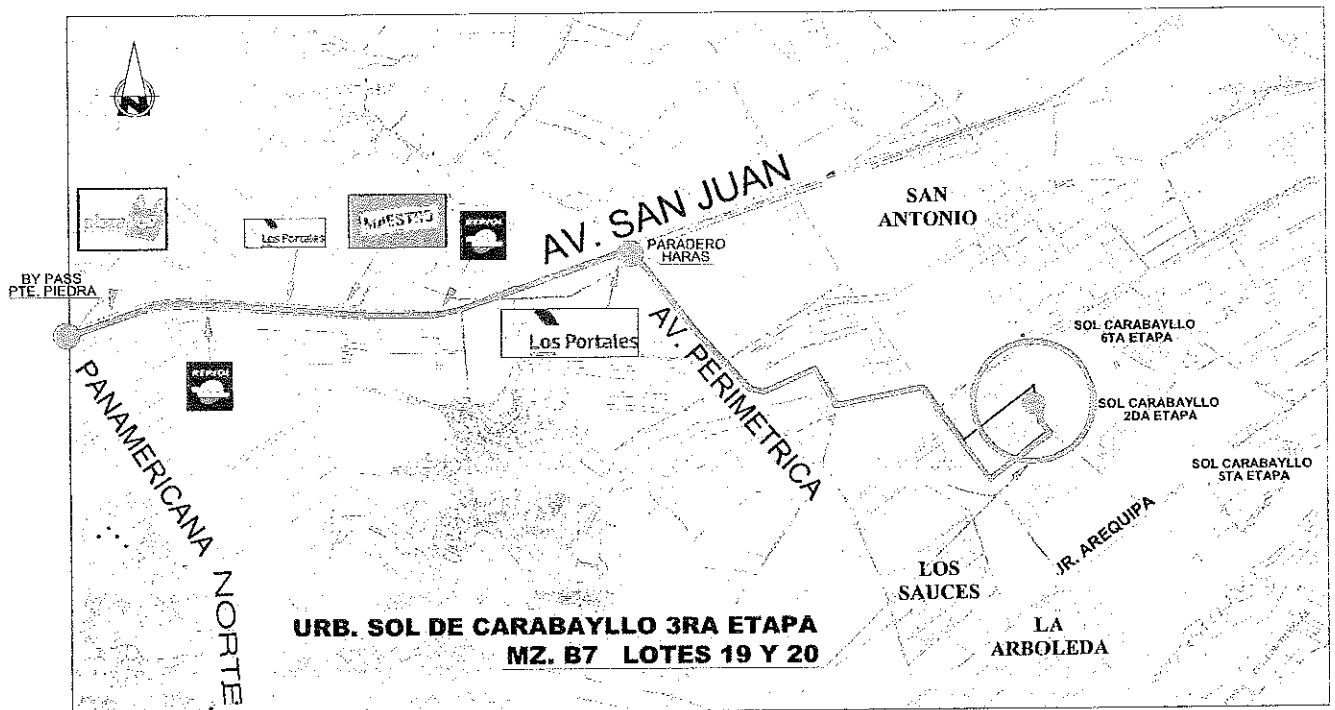 N
plaza
Los Portales
MAESTRO
REPSOL
AV. SAN JUAN
PARADERO
HARAS
SAN
ANTONIO
BY PASS
PTE. PIEDRA
Los Portales
AV. PERIMETRICA
SOL CARABAYLLO
6TA ETAPA
SOL CARABAYLLO
2DA ETAPA
SOL CARABAYLLO
5TA ETAPA
REPSOL
PANAMERICANA NORTE
JR. AREQUIPA
LOS
SAUCES
LA
ARBOLEDA
URB. SOL DE CARABAYLLO 3RA ETAPA
MZ. B7 LOTES 19 Y 20